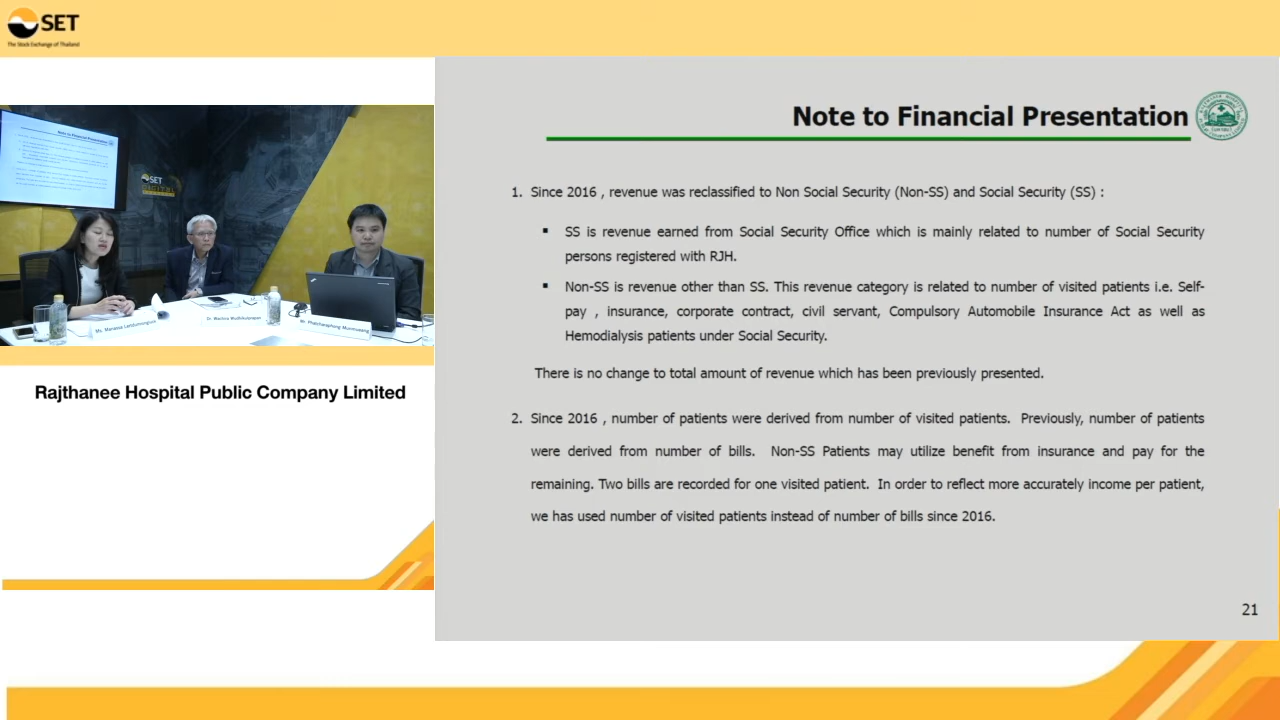 SET
The Stock Exchange of Thailand
Note to Financial Presentation
SET
Note to Financial Presentation
1. Since 2016 , revenue was reclassified to Non Social Security (Non-SS) and Social Security (SS) :
▪ SS is revenue earned from Social Security Office which is mainly related to number of Social Security
persons registered with RJH.
▪ Non-SS is revenue other than SS. This revenue category is related to number of visited patients i.e. Self-
pay , insurance, corporate contract, civil servant, Compulsory Automobile Insurance Act as well as
Hemodialysis patients under Social Security.
There is no change to total amount of revenue which has been previously presented.
2. Since 2016 , number of patients were derived from number of visited patients. Previously, number of patients
were derived from number of bills. Non-SS Patients may utilize benefit from insurance and pay for the
remaining. Two bills are recorded for one visited patient. In order to reflect more accurately income per patient,
we has used number of visited patients instead of number of bills since 2016.
21
Rajthanee Hospital Public Company Limited